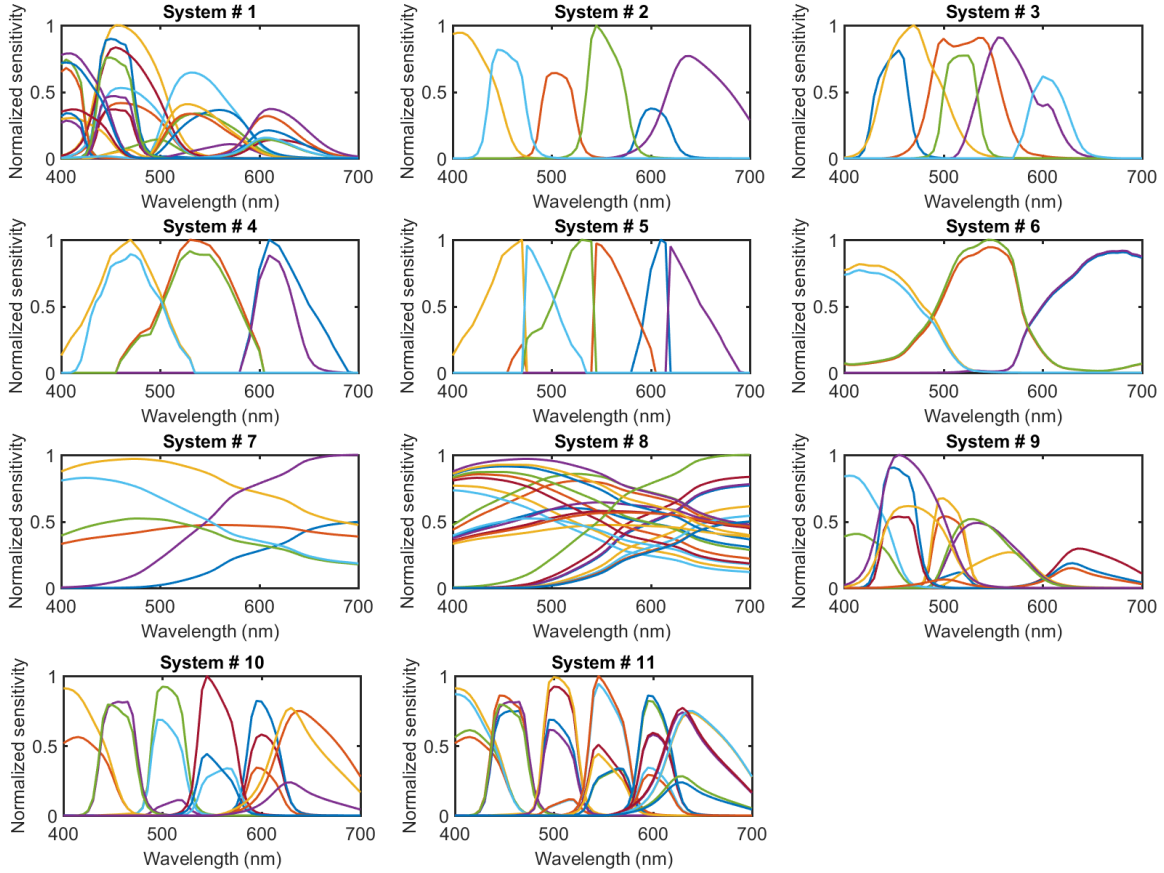 System # 1
Normalized sensitivity
1
0.5
0
400
500
600
700
Wavelength (nm)
System # 2
Normalized sensitivity
1
0.5
0
400
500
600
700
Wavelength (nm)
System # 3
Normalized sensitivity
1
0.5
0
400
500
600
700
Wavelength (nm)
System # 4
Normalized sensitivity
1
0.5
0
400
500
600
700
Wavelength (nm)
System # 5
Normalized sensitivity
1
0.5
0
400
500
600
700
Wavelength (nm)
System # 6
Normalized sensitivity
1
0.5
0
400
500
600
700
Wavelength (nm)
System # 7
Normalized sensitivity
1
0.5
0
400
500
600
700
Wavelength (nm)
System # 8
Normalized sensitivity
1
0.5
0
400
500
600
700
Wavelength (nm)
System # 9
Normalized sensitivity
1
0.5
0
400
500
600
700
Wavelength (nm)
System # 10
Normalized sensitivity
1
0.5
0
400
500
600
700
Wavelength (nm)
System # 11
Normalized sensitivity
1
0.5
0
400
500
600
700
Wavelength (nm)